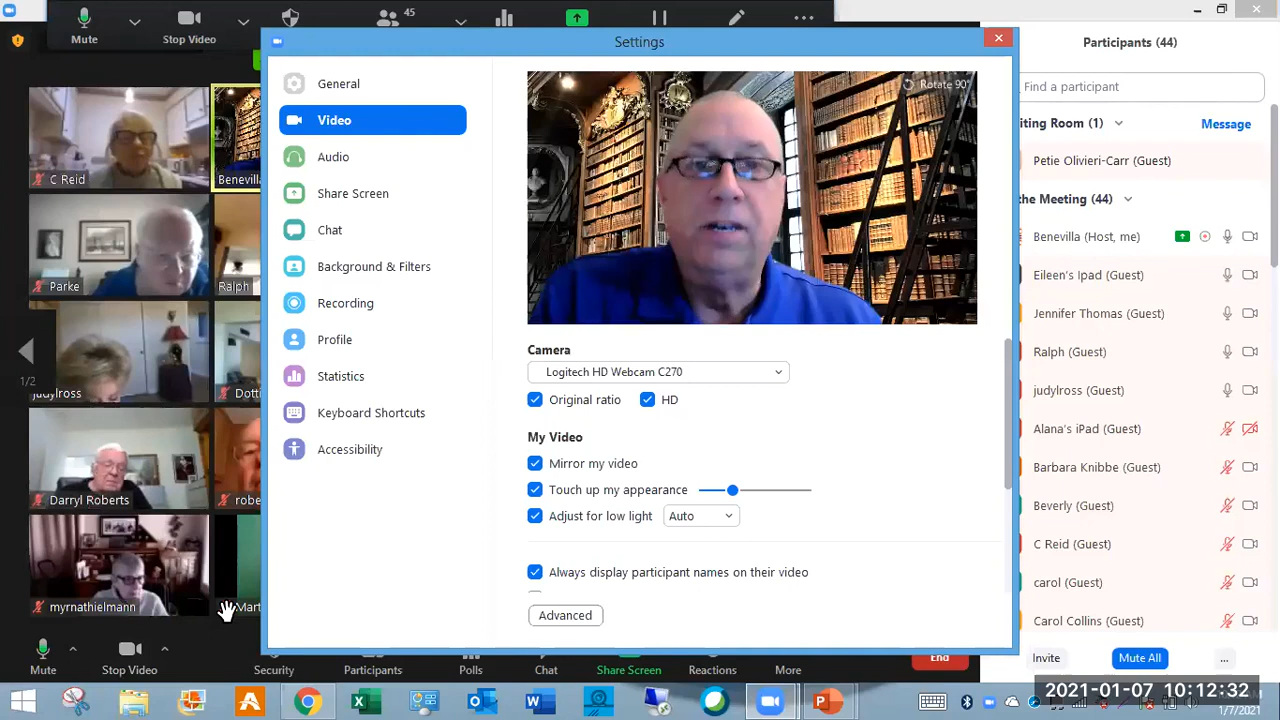 45
Mute
Stop Video
Settings
Participants (44)
General
Video
Audio
Share Screen
Chat
Background & Filters
Recording
Profile
Statistics
Keyboard Shortcuts
Accessibility
Rotate 90°
Camera
Logitech HD Webcam C270
Original ratio
HD
My Video
Mirror my video
Touch up my appearance
Adjust for low light
Auto
Always display participant names on their video
Advanced
C Reid
Benevilla
Parke
Ralph
1/2
judylross
Dotti
Darryl Roberts
robe
myrnathielmann
Mart
Find a participant
iting Room (1)
Message
Petie Olivieri-Carr (Guest)
the Meeting (44)
Benevilla (Host, me)
Eileen's Ipad (Guest)
Jennifer Thomas (Guest)
Ralph (Guest)
judylross (Guest)
Alana's iPad (Guest)
Barbara Knibbe (Guest)
Beverly (Guest)
C Reid (Guest)
carol (Guest)
Carol Collins (Guest)
Invite
Mute All
...
Mute
Stop Video
Security
Participants
Polls
Chat
Share Screen
Reactions
More
End
2021-01-07 10:12:32
1/7/2021